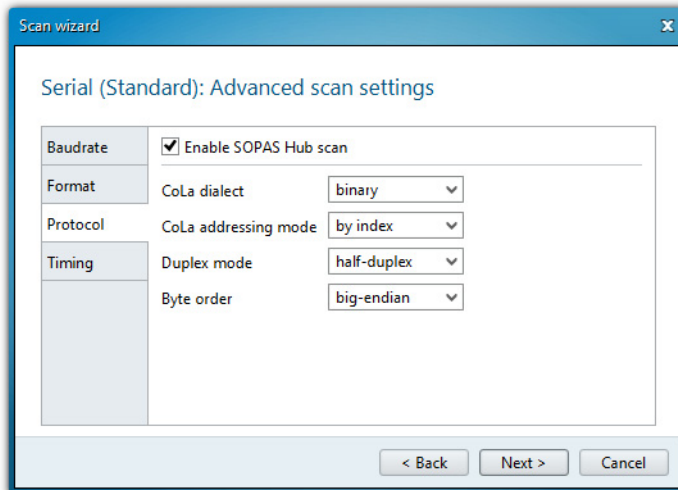 Scan wizard
Serial (Standard): Advanced scan settings
Baudrate
Format
Protocol
Timing
Enable SOPAS Hub scan
CoLa dialect binary
CoLa addressing mode by index
Duplex mode half-duplex
Byte order big-endian
< Back Next > Cancel